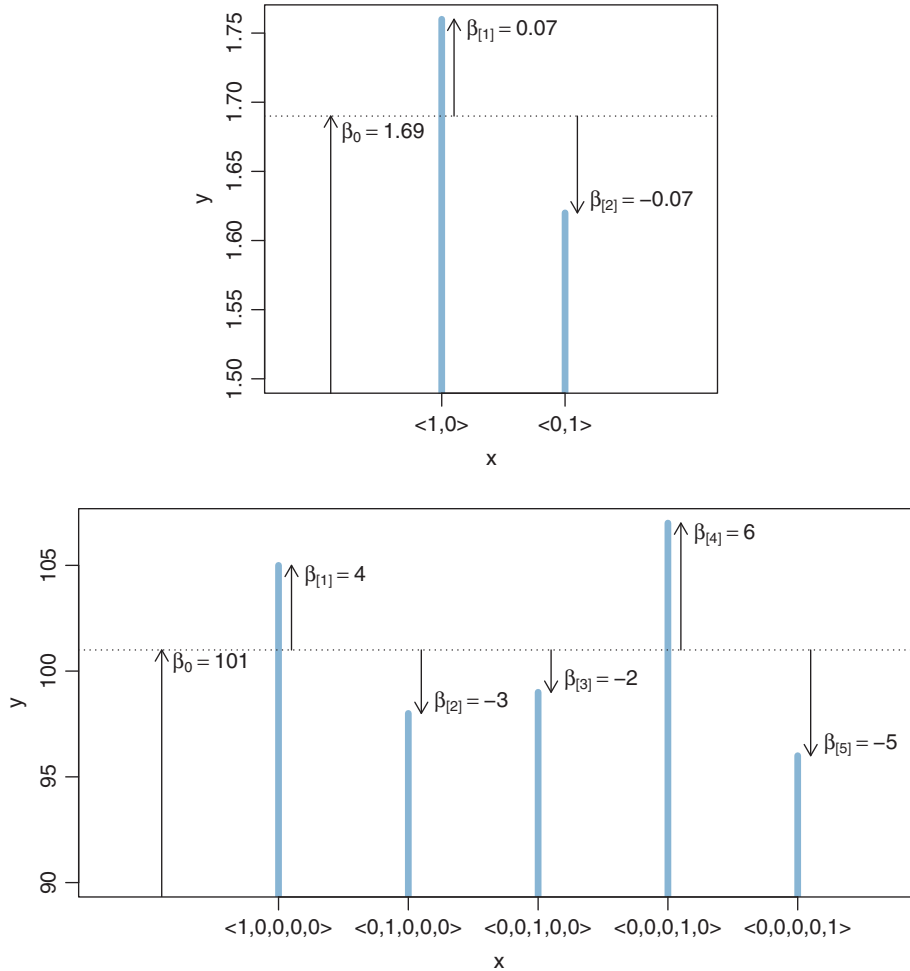 1.75
β[1] = 0.07
1.70
β0 = 1.69
1.65
y
β[2] = −0.07
1.60
1.55
1.50
<1,0> <0,1>
x
105
β[4] = 6
β[1] = 4
β0 = 101
100
β[3] = −2
y
β[2] = −3
β[5] = −5
95
90
<1,0,0,0,0> <0,1,0,0,0> <0,0,1,0,0> <0,0,0,1,0> <0,0,0,0,1>
x